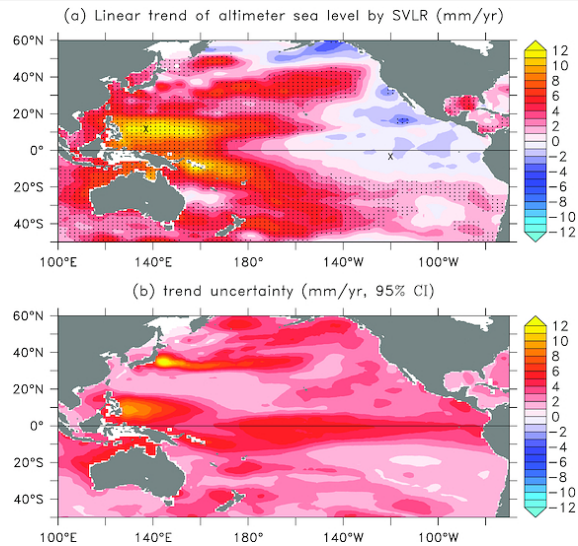 (a) Linear trend of altimeter sea level by SVLR (mm/yr)
60°N
40°N
20°N
0°
20°S
40°S
100°E
140°E
180°
140°W
100°W
X
X
12
10
8
6
4
2
0
−2
−4
−6
−8
−10
−12
(b) trend uncertainty (mm/yr, 95% CI)
60°N
40°N
20°N
0°
20°S
40°S
100°E
140°E
180°
140°W
100°W
12
10
8
6
4
2
0
−2
−4
−6
−8
−10
−12